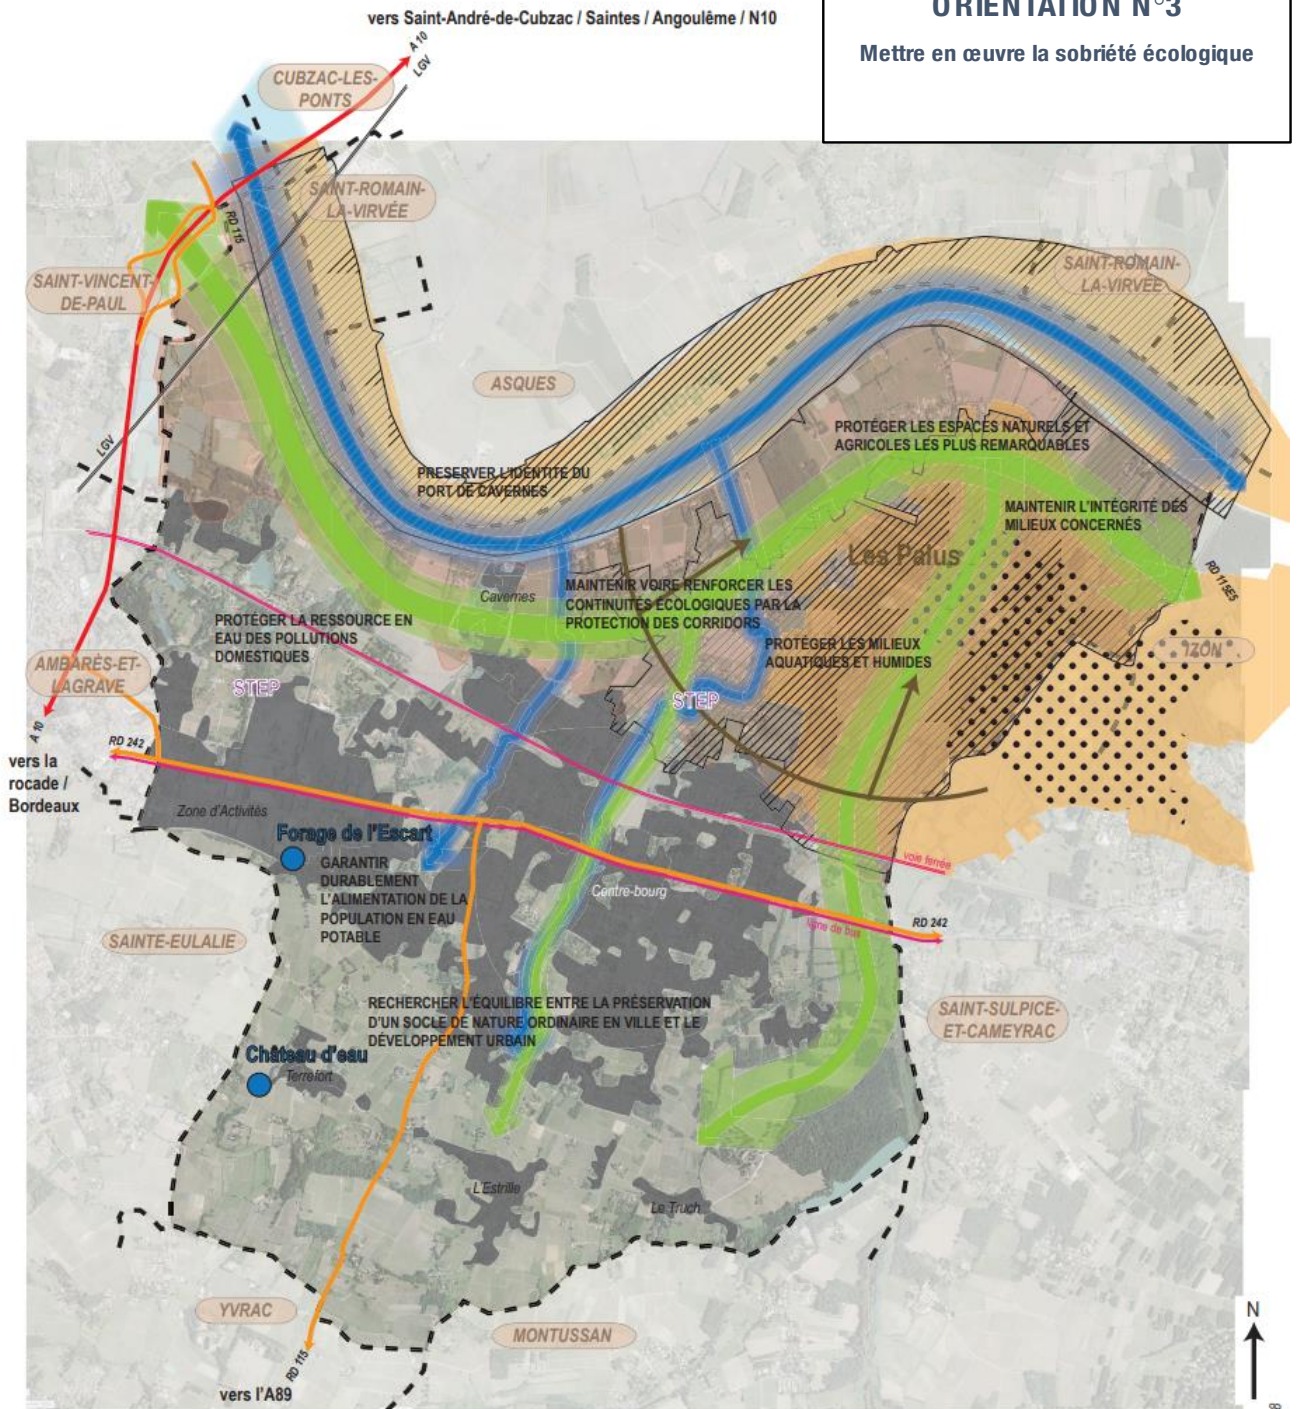 vers Saint-André-de-Cubzac / Saintes / Angoulême / N10
ORIENTATION N°3
Mettre en œuvre la sobriété écologique
A 10
LGV
CUBZAC-LES-
PONTS
SAINT-ROMAIN-
LA-VIRVÉE
RD 115
SAINT-VINCENT-
DE-PAUL
SAINT-ROMAIN-
LA-VIRVÉE
ASQUES
LGV
PROTÉGER LES ESPACES NATURELS ET
AGRICOLES LES PLUS REMARQUABLES
PRESERVER L'IDENTITÉ DU
PORT DE CAVERNES
MAINTENIR L'INTÉGRITÉ DES
MILIEUX CONCERNÉS
Les Palus
RD 115E5
Cavernes
MAINTENIR VOIRE RENFORCER LES
CONTINUITÉS ÉCOLOGIQUES PAR LA
PROTECTION DES CORRIDORS
PROTÉGER LA RESSOURCE EN
EAU DES POLLUTIONS
DOMESTIQUES
PROTÉGER LES MILIEUX
AQUATIQUES ET HUMIDES
IZON
AMBARÈS-ET-
LAGRAVE
STEP
STEP
A 10
RD 242
vers la
rocade /
Bordeaux
Zone d'Activités
Forage de l'Escart
GARANTIR
DURABLEMENT
L'ALIMENTATION DE LA
POPULATION EN EAU
POTABLE
voie ferrée
Centre-bourg
ligne de bus
RD 242
SAINTE-EULALIE
RECHERCHER L'ÉQUILIBRE ENTRE LA PRÉSERVATION
D'UN SOCLE DE NATURE ORDINAIRE EN VILLE ET LE
DÉVELOPPEMENT URBAIN
SAINT-SULPICE-
ET-CAMEYRAC
Château d'eau
Terrefort
L'Estrille
Le Truch
YVRAC
MONTUSSAN
N
RD 115
vers l'A89